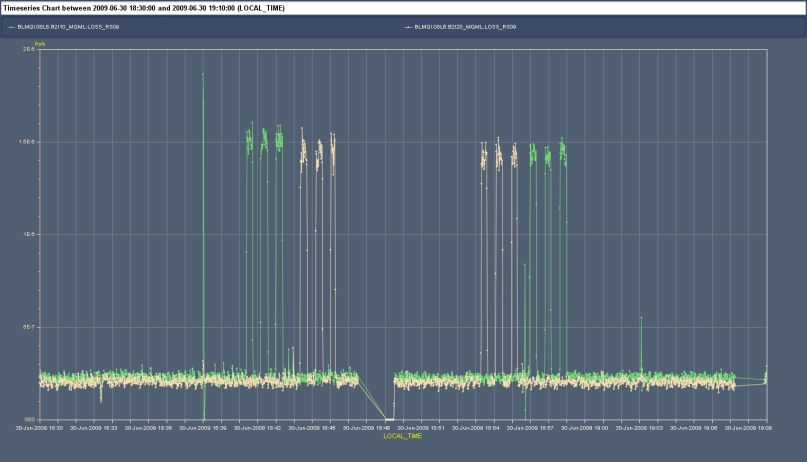 Timeseries Chart between 2009-06-30 18:30:00 and 2009-06-30 19:10:00 (LOCAL_TIME)
BLMQI.08L6.B2I10_MQML:LOSS_RS09 BLMQI.08L6.B2I20_MQML:LOSS_RS09
Gy/s
2E-6
1.5E-6
1E-6
5E-7
0E0
30-Jun-2009 18:30 30-Jun-2009 18:33 30-Jun-2009 18:36 30-Jun-2009 18:39 30-Jun-2009 18:42 30-Jun-2009 18:45 30-Jun-2009 18:48 30-Jun-2009 18:51 30-Jun-2009 18:54 30-Jun-2009 18:57 30-Jun-2009 19:00 30-Jun-2009 19:03 30-Jun-2009 19:06 30-Jun-2009 19:09
LOCAL_TIME